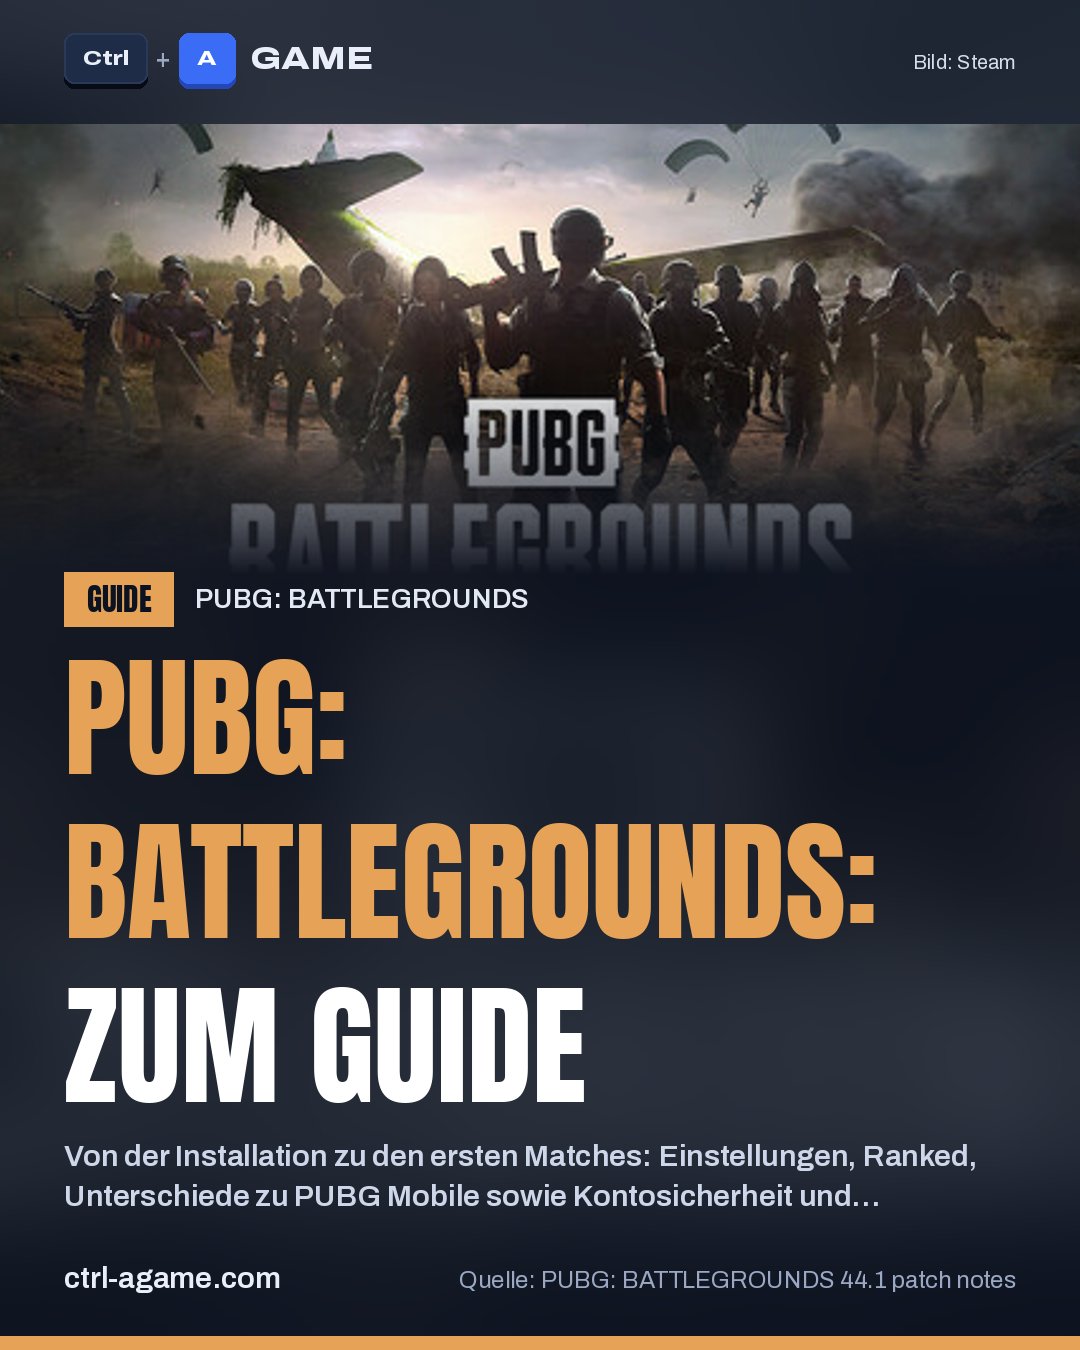 Ctrl + A GAME
Bild: Steam
PUBG
BATTLEGROUNDS
GUIDE PUBG: BATTLEGROUNDS
PUBG:
BATTLEGROUNDS:
ZUM GUIDE
Von der Installation zu den ersten Matches: Einstellungen, Ranked,
Unterschiede zu PUBG Mobile sowie Kontosicherheit und...
ctrl-agame.com
Quelle: PUBG: BATTLEGROUNDS 44.1 patch notes